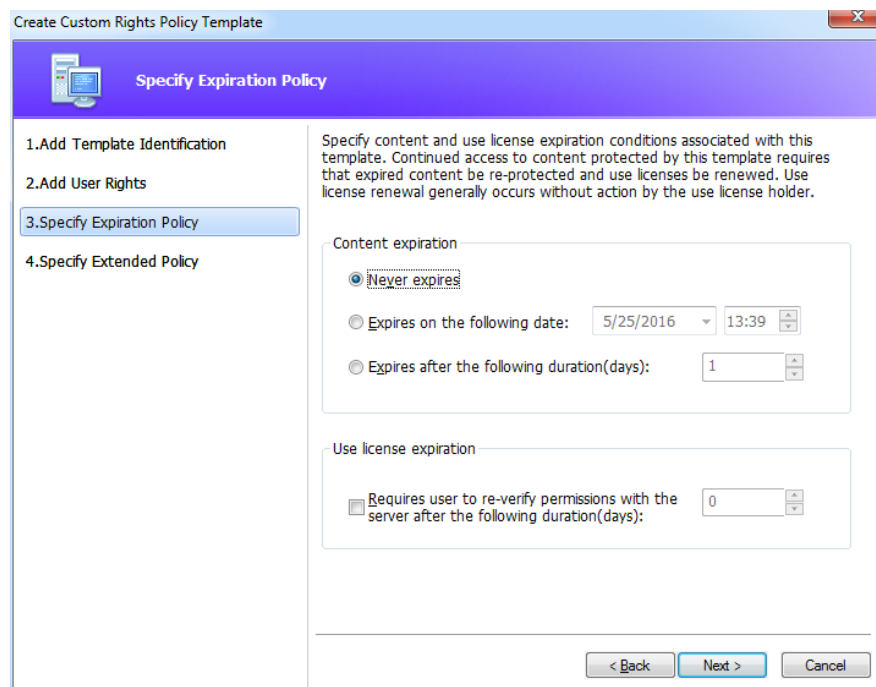 Create Custom Rights Policy Template
Specify Expiration Policy
1.Add Template Identification
2.Add User Rights
3.Specify Expiration Policy
4.Specify Extended Policy
Specify content and use license expiration conditions associated with this
template. Continued access to content protected by this template requires
that expired content be re-protected and use licenses be renewed. Use
license renewal generally occurs without action by the use license holder.
Content expiration
Never expires
Expires on the following date: 5/25/2016 13:39
Expires after the following duration(days): 1
Use license expiration
Requires user to re-verify permissions with the
server after the following duration(days): 0
< Back Next > Cancel